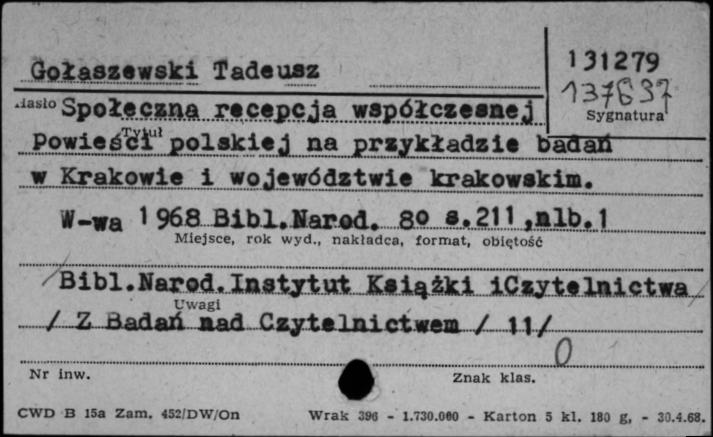 131279
Gołaszewski Tadeusz
137637
Hasło Społeczna recepcja współczesnej
Sygnatura
Tytuł
Powieści polskiej na przykładzie badań
w Krakowie i województwie krakowskim.
W-wa 1968 Bibl.Narod. 8o s.211,nlb.1
Miejsce, rok wyd., nakładca, format, objętość
Bibl.Narod.Instytut Książki iCzytelnictwa
Uwagi
/ Z Badań nad Czytelnictwem / 11/
0
Nr inw.
Znak klas.
CWD B 15a Zam. 452/DW/On Wrak 396 - 1.730.000 - Karton 5 kl. 180 g, - 30.4.68.